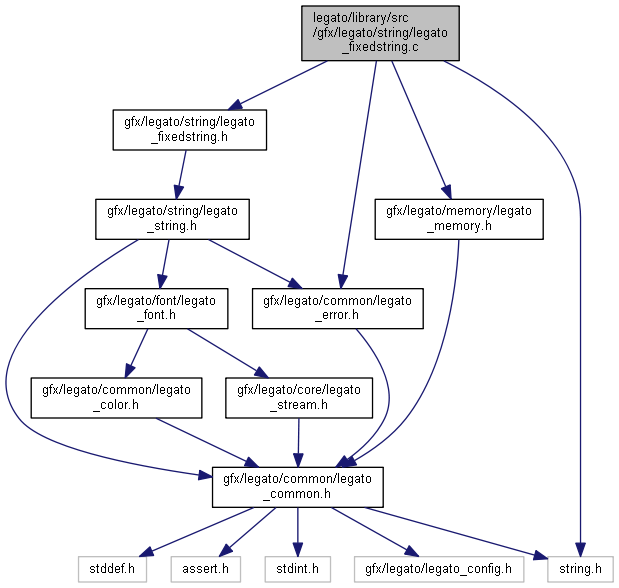 legato/library/src
/gfx/legato/string/legato
_fixedstring.c
gfx/legato/string/legato
_fixedstring.h
gfx/legato/string/legato
_string.h
gfx/legato/memory/legato
_memory.h
gfx/legato/font/legato
_font.h
gfx/legato/common/legato
_error.h
gfx/legato/common/legato
_color.h
gfx/legato/core/legato
_stream.h
gfx/legato/common/legato
_common.h
stddef.h
assert.h
stdint.h
gfx/legato/legato_config.h
string.h